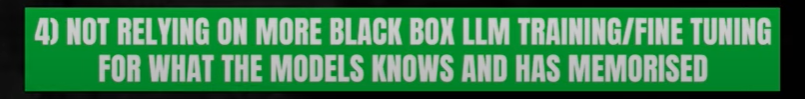 4) NOT RELYING ON MORE BLACK BOX LLM TRAINING/FINE TUNING
FOR WHAT THE MODELS KNOWS AND HAS MEMORISED